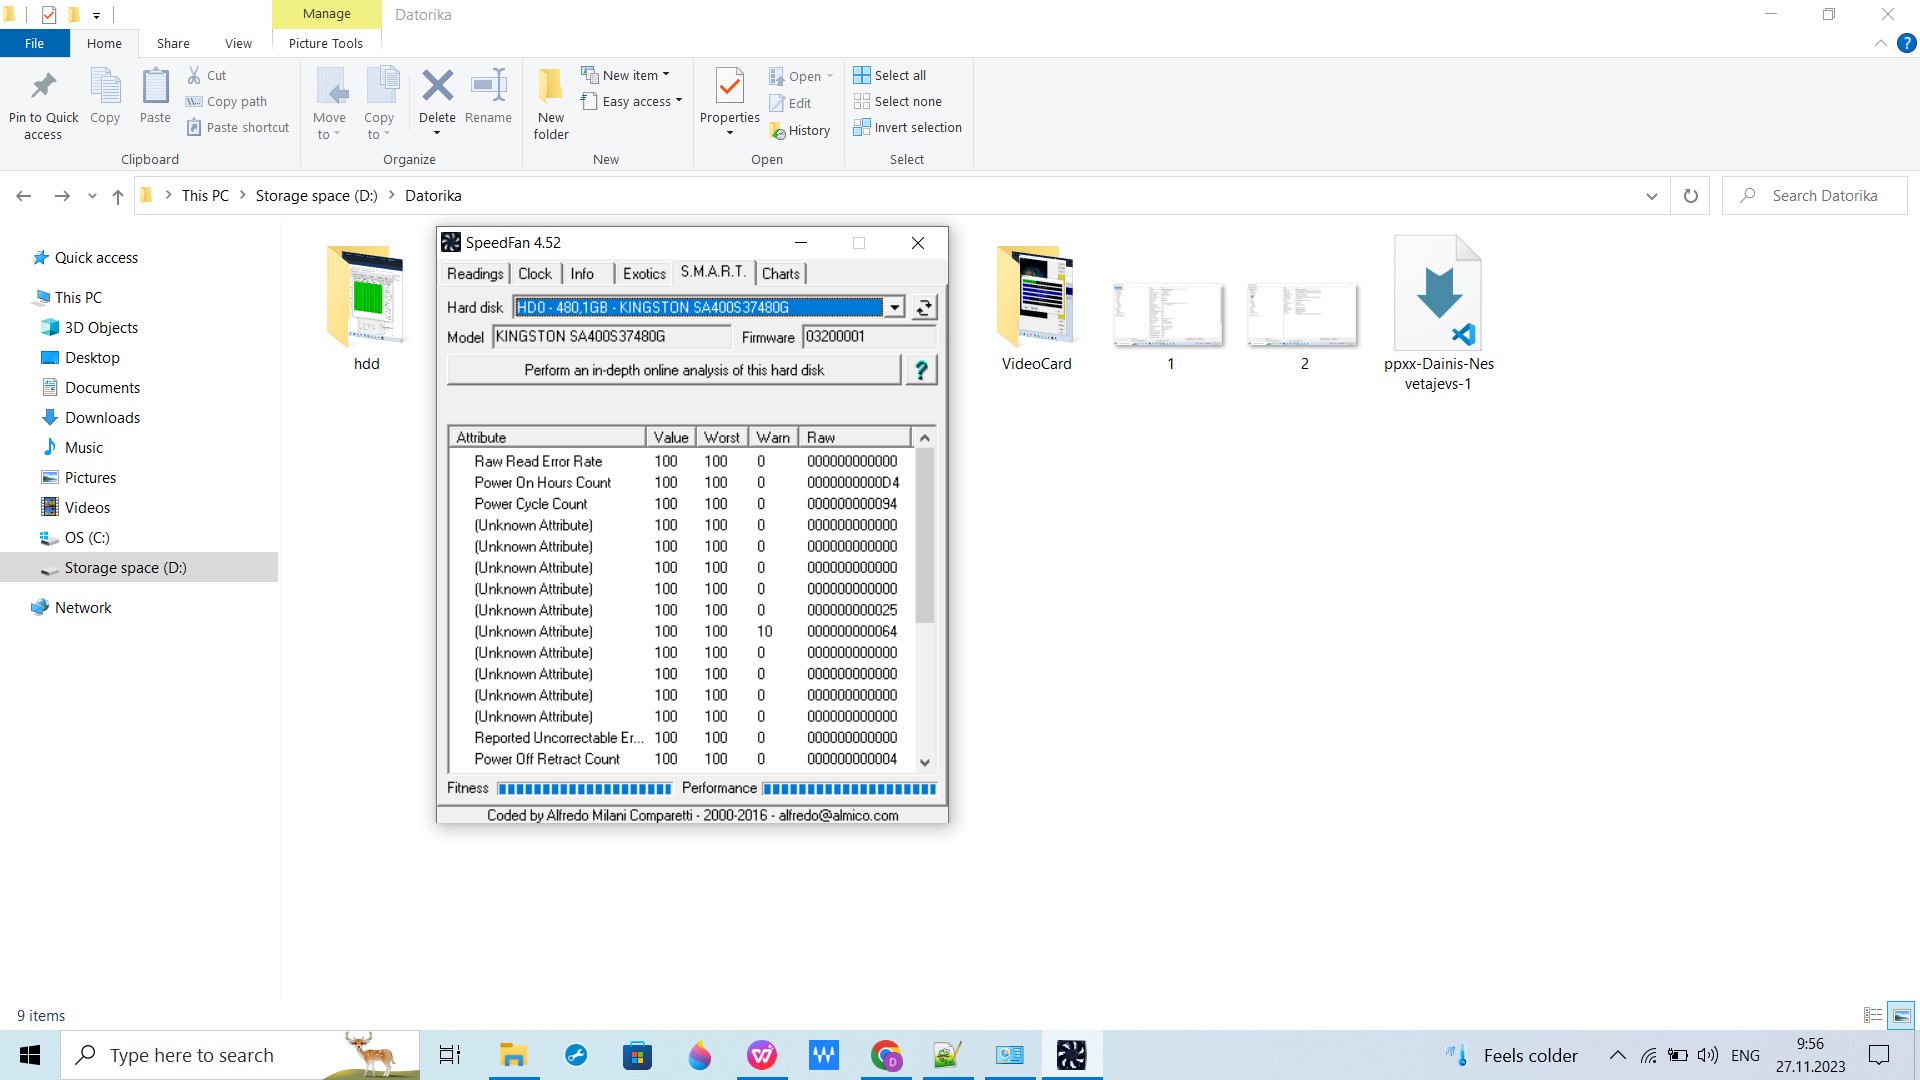 Manage
Datorika
File
Home
Share
View
Picture Tools
Pin to Quick access
Copy
Paste
Cut
Copy path
Paste shortcut
Clipboard
Move to
Copy to
Delete
Rename
Organize
New folder
New item
Easy access
New
Properties
Open
Edit
History
Open
Select all
Select none
Invert selection
Select
This PC > Storage space (D:) > Datorika
Search Datorika
Quick access
This PC
3D Objects
Desktop
Documents
Downloads
Music
Pictures
Videos
OS (C:)
Storage space (D:)
Network
hdd
VideoCard
1
2
ppxx-Dainis-Nes
vetajevs-1
SpeedFan 4.52
Readings Clock Info Exotics S.M.A.R.T. Charts
Hard disk HD0 - 480,1GB - KINGSTON SA400S37480G
Model KINGSTON SA400S37480G Firmware 03200001
Perform an in-depth online analysis of this hard disk ?
Attribute Value Worst Warn Raw
Raw Read Error Rate 100 100 0 000000000000
Power On Hours Count 100 100 0 0000000000D4
Power Cycle Count 100 100 0 000000000094
(Unknown Attribute) 100 100 0 000000000000
(Unknown Attribute) 100 100 0 000000000000
(Unknown Attribute) 100 100 0 000000000000
(Unknown Attribute) 100 100 0 000000000000
(Unknown Attribute) 100 100 0 000000000025
(Unknown Attribute) 100 100 10 000000000064
(Unknown Attribute) 100 100 0 000000000000
(Unknown Attribute) 100 100 0 000000000000
(Unknown Attribute) 100 100 0 000000000000
(Unknown Attribute) 100 100 0 000000000000
Reported Uncorrectable Er... 100 100 0 000000000000
Power Off Retract Count 100 100 0 000000000004
Fitness Performance
Coded by Alfredo Milani Comparetti - 2000-2016 - alfredo@almico.com
9 items
Type here to search
Feels colder
ENG
9:56
27.11.2023